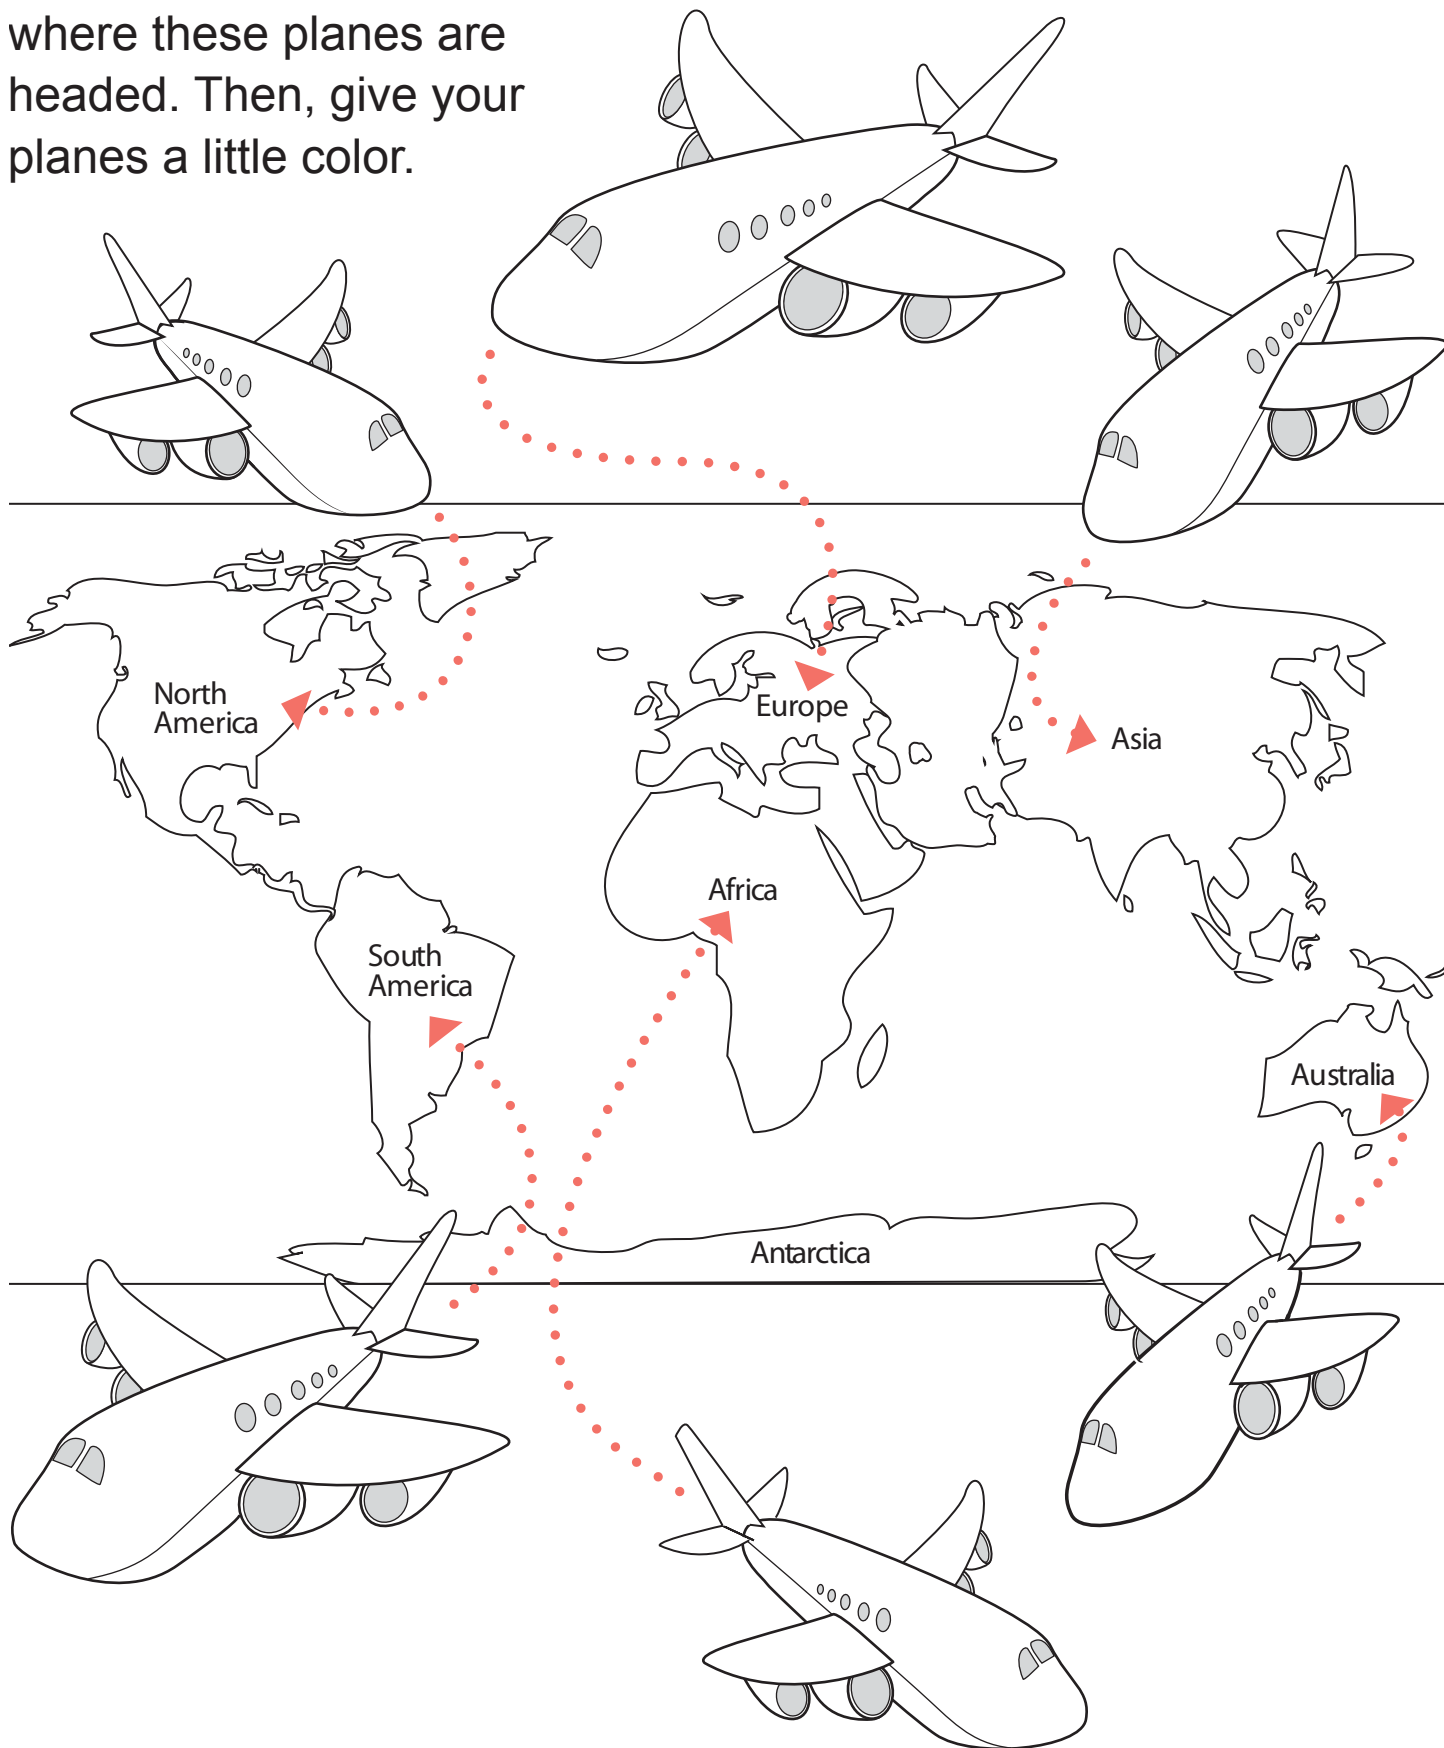 where these planes are
headed. Then, give your
planes a little color.
North
America
Europe
Asia
Africa
South
America
Australia
Antarctica